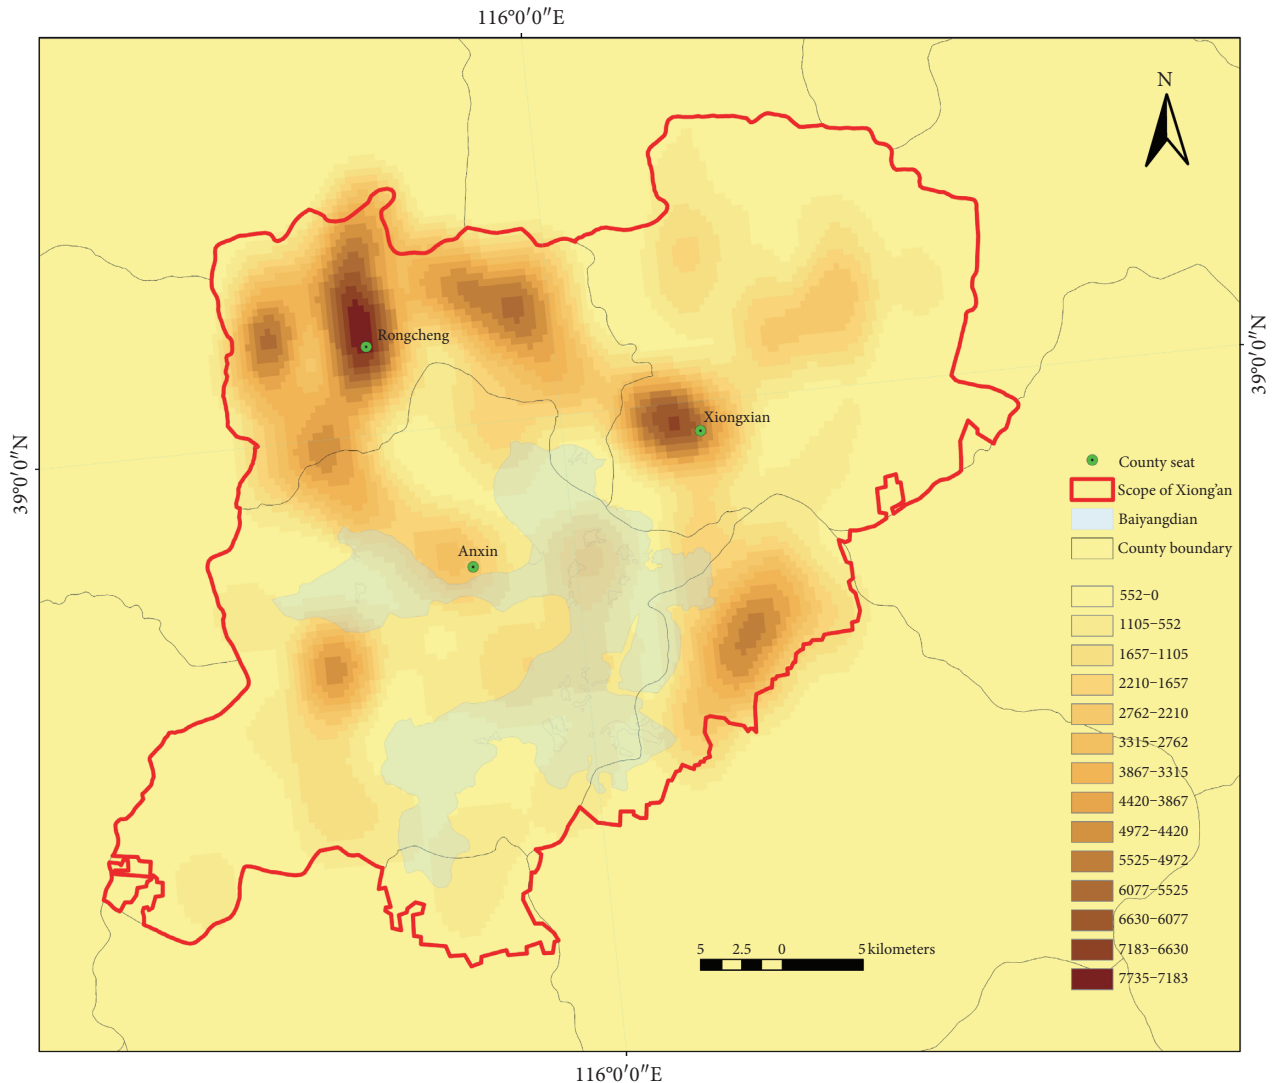 116°0′0″E
N
Rongcheng
39°0′0″N
Xiongxian
39°0′0″N
County seat
Scope of Xiong'an
Baiyangdian
County boundary
Anxin
552–0
1105–552
1657–1105
2210–1657
2762–2210
3315–2762
3867–3315
4420–3867
4972–4420
5525–4972
6077–5525
6630–6077
7183–6630
7735–7183
5 2.5 0 5 kilometers
116°0′0″E